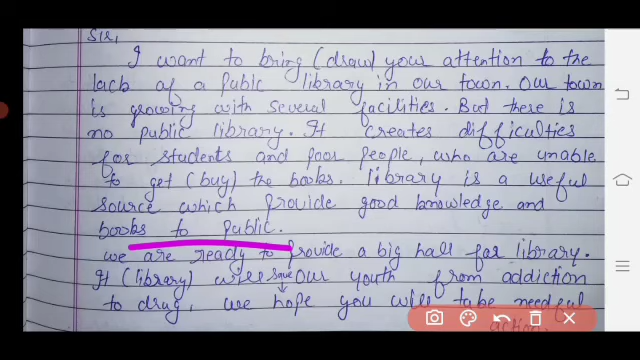 Sir,
I want to bring (draw) your attention to the
lack of a public library in our town. Our town
is growing with several facilities. But there is
no public library. It creates difficulties
for students and poor people, who are unable
to get (buy) the books. library is a useful
source which provide good knowledge and
books to public.
we are ready to provide a big hall for library.
It (library) will save our youth from addiction
to drug, we hope you will take needful
action.